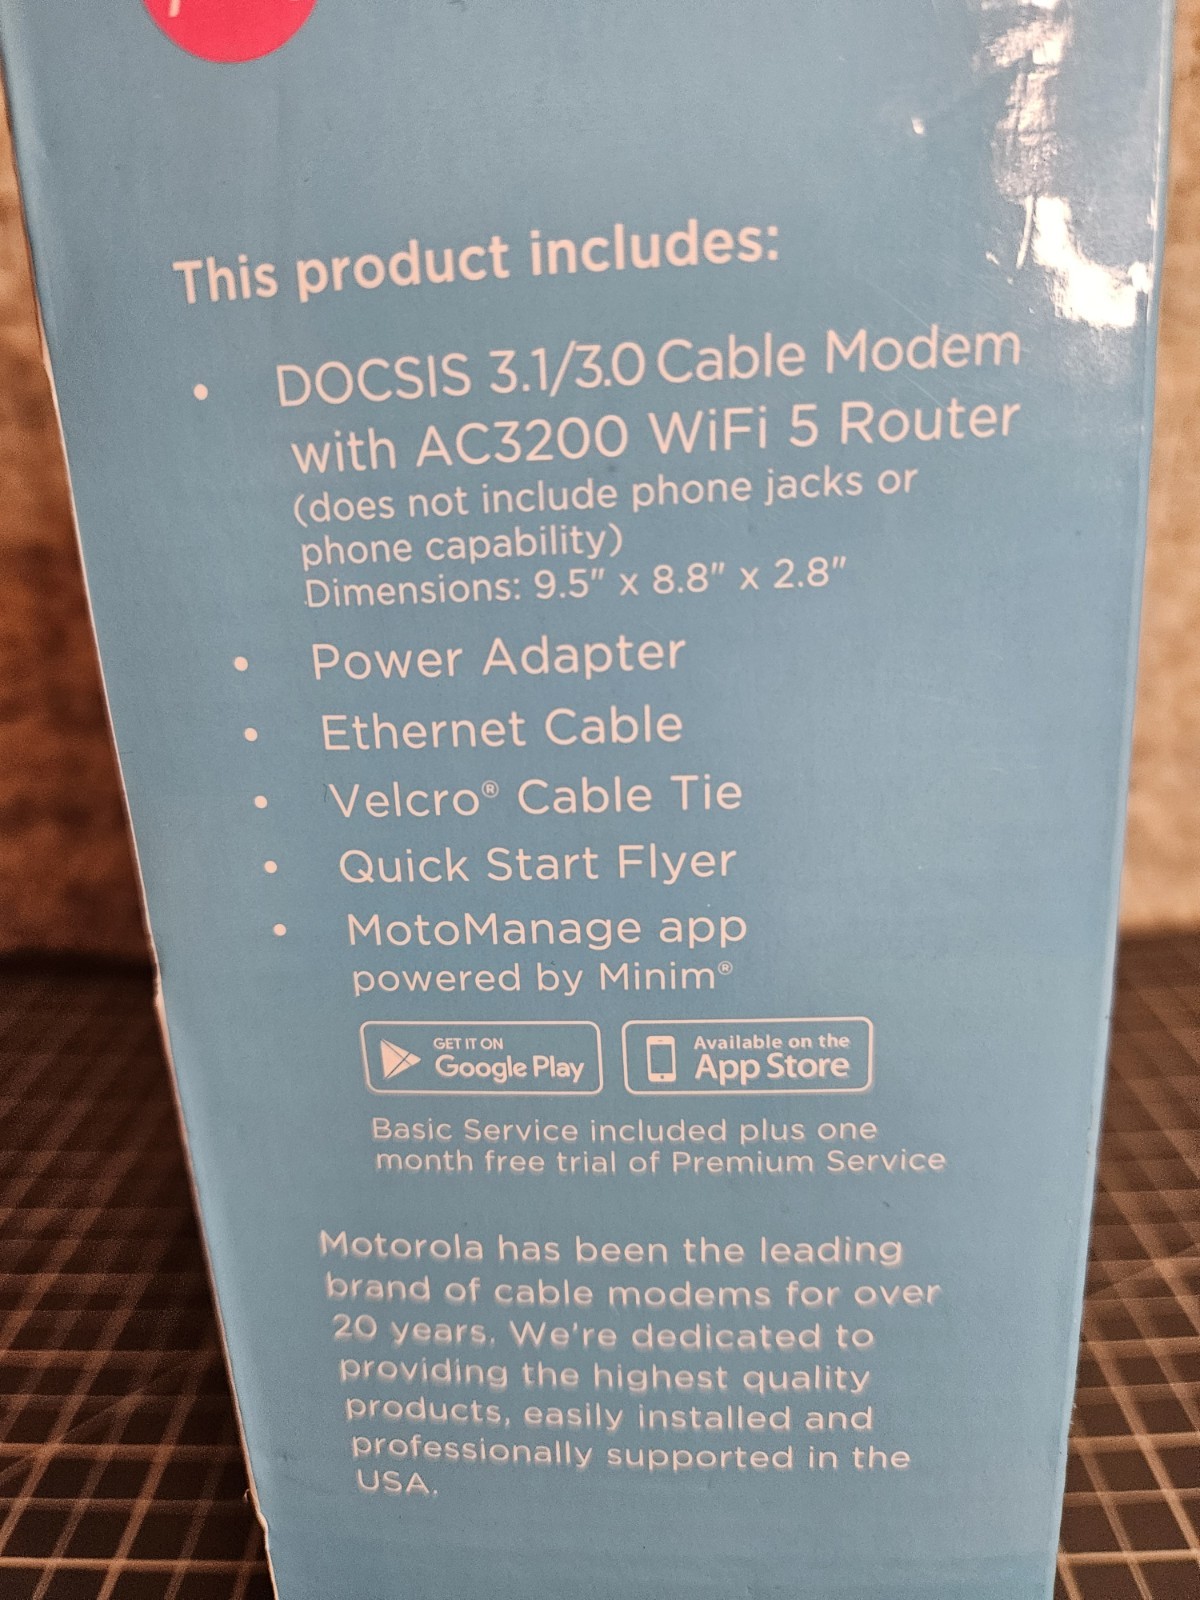 This product includes:
• DOCSIS 3.1/3.0 Cable Modem
with AC3200 WiFi 5 Router
(does not include phone jacks or
phone capability)
Dimensions: 9.5" x 8.8" x 2.8"
• Power Adapter
• Ethernet Cable
• Velcro® Cable Tie
• Quick Start Flyer
• MotoManage app
powered by Minim®
GET IT ON
Google Play
Available on the
App Store
Basic Service included plus one
month free trial of Premium Service
Motorola has been the leading
brand of cable modems for over
20 years. We're dedicated to
providing the highest quality
products, easily installed and
professionally supported in the
USA.